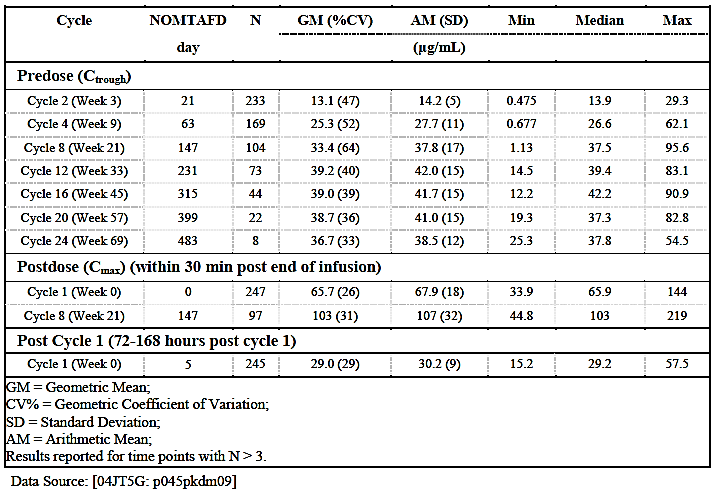 Cycle NOMTAFD N GM (%CV) AM (SD) Min Median Max
day (µg/mL)
Predose (Ctrough)
Cycle 2 (Week 3) 21 233 13.1 (47) 14.2 (5) 0.475 13.9 29.3
Cycle 4 (Week 9) 63 169 25.3 (52) 27.7 (11) 0.677 26.6 62.1
Cycle 8 (Week 21) 147 104 33.4 (64) 37.8 (17) 1.13 37.5 95.6
Cycle 12 (Week 33) 231 73 39.2 (40) 42.0 (15) 14.5 39.4 83.1
Cycle 16 (Week 45) 315 44 39.0 (39) 41.7 (15) 12.2 42.2 90.9
Cycle 20 (Week 57) 399 22 38.7 (36) 41.0 (15) 19.3 37.3 82.8
Cycle 24 (Week 69) 483 8 36.7 (33) 38.5 (12) 25.3 37.8 54.5
Postdose (Cmax) (within 30 min post end of infusion)
Cycle 1 (Week 0) 0 247 65.7 (26) 67.9 (18) 33.9 65.9 144
Cycle 8 (Week 21) 147 97 103 (31) 107 (32) 44.8 103 219
Post Cycle 1 (72-168 hours post cycle 1)
Cycle 1 (Week 0) 5 245 29.0 (29) 30.2 (9) 15.2 29.2 57.5
GM = Geometric Mean;
CV% = Geometric Coefficient of Variation;
SD = Standard Deviation;
AM = Arithmetic Mean;
Results reported for time points with N > 3.
Data Source: [04JT5G: p045pkdm09]